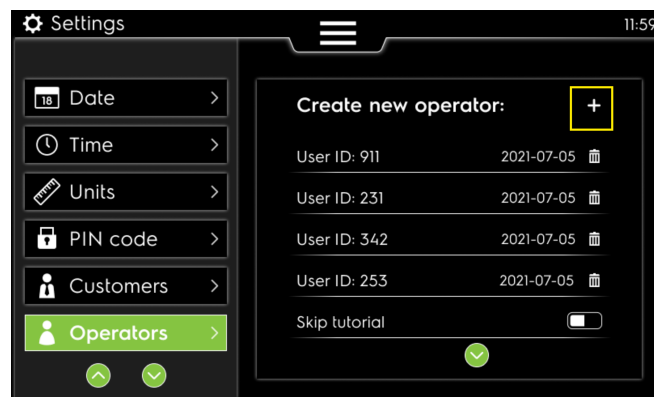 Settings
11:59
18 Date
Time
Units
PIN code
Customers
Operators
Create new operator: +
User ID: 911 2021-07-05
User ID: 231 2021-07-05
User ID: 342 2021-07-05
User ID: 253 2021-07-05
Skip tutorial